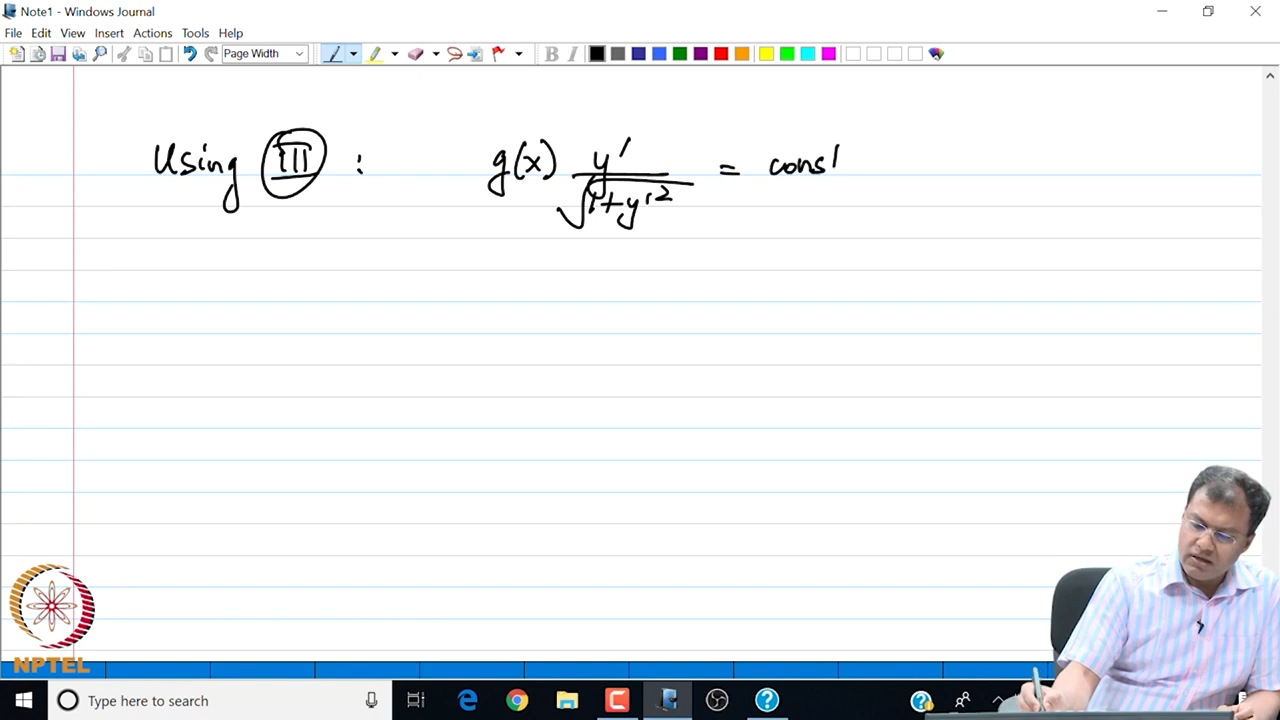 Note1 - Windows Journal
File Edit View Insert Actions Tools Help
Page Width
B I
Using III : g(x) y′/√1+y′² = const
NPTEL
Type here to search